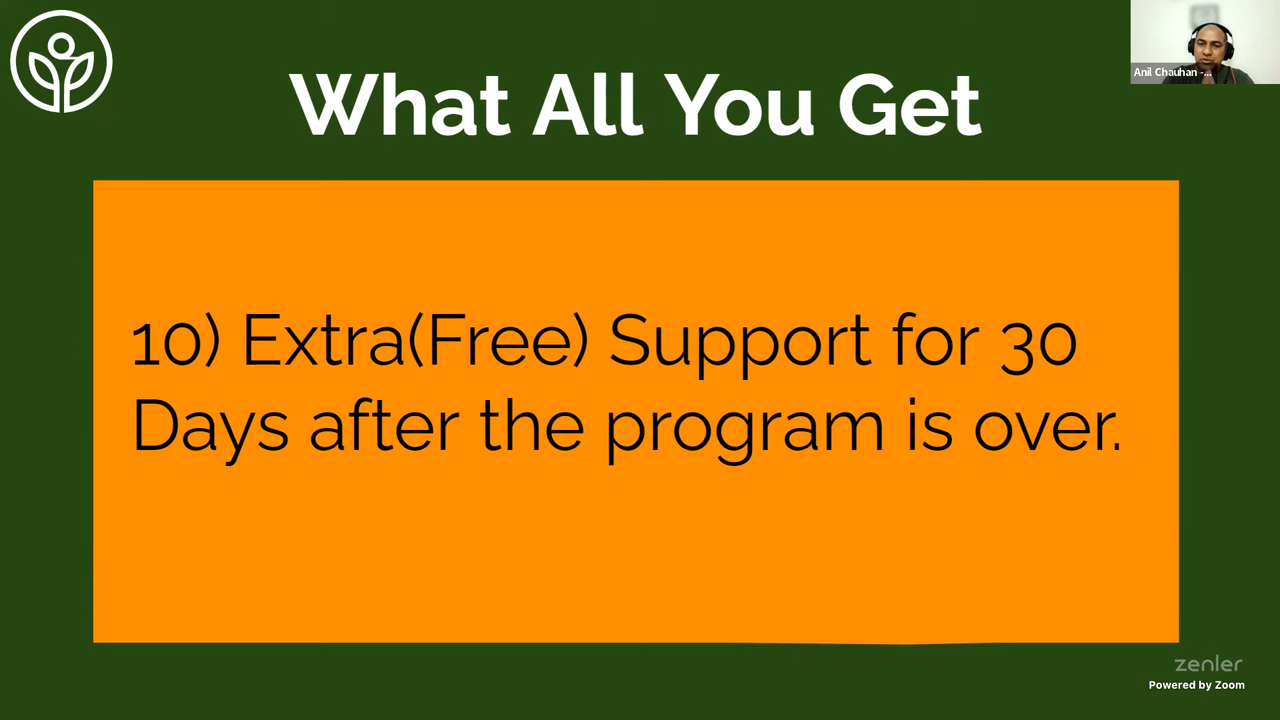 What All You Get
Anil Chauhan -...
10) Extra(Free) Support for 30
Days after the program is over.
zenler
Powered by Zoom